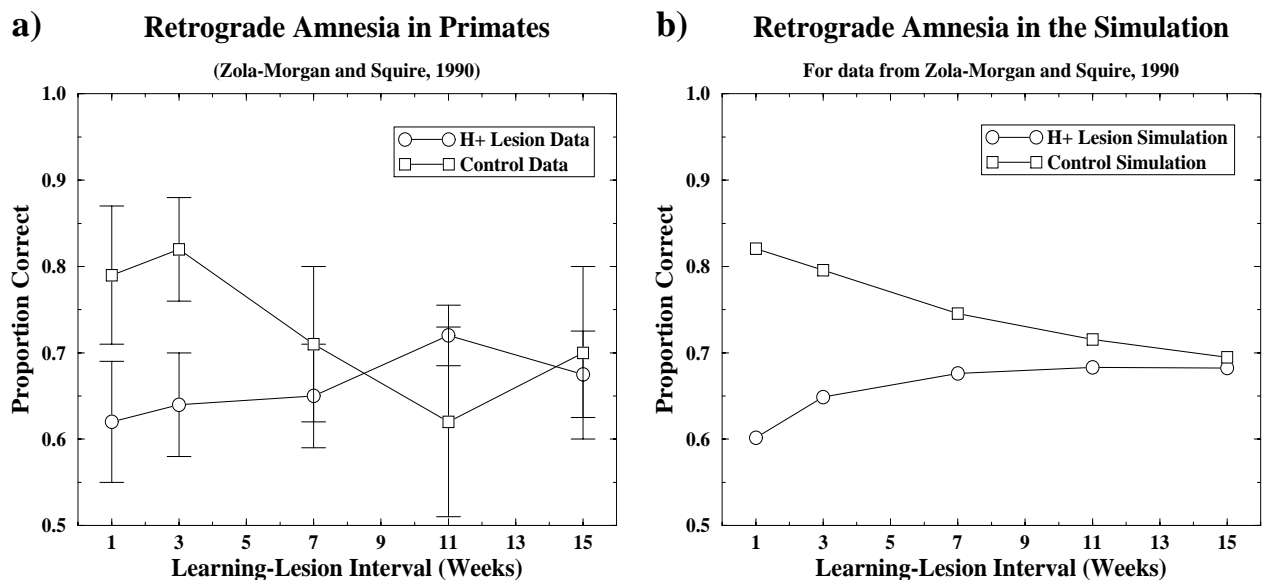 a) Retrograde Amnesia in Primates
(Zola-Morgan and Squire, 1990)
H+ Lesion Data
Control Data
Proportion Correct
1.0
0.9
0.8
0.7
0.6
0.5
1 3 5 7 9 11 13 15
Learning-Lesion Interval (Weeks)
b) Retrograde Amnesia in the Simulation
For data from Zola-Morgan and Squire, 1990
H+ Lesion Simulation
Control Simulation
Proportion Correct
1.0
0.9
0.8
0.7
0.6
0.5
1 3 5 7 9 11 13 15
Learning-Lesion Interval (Weeks)